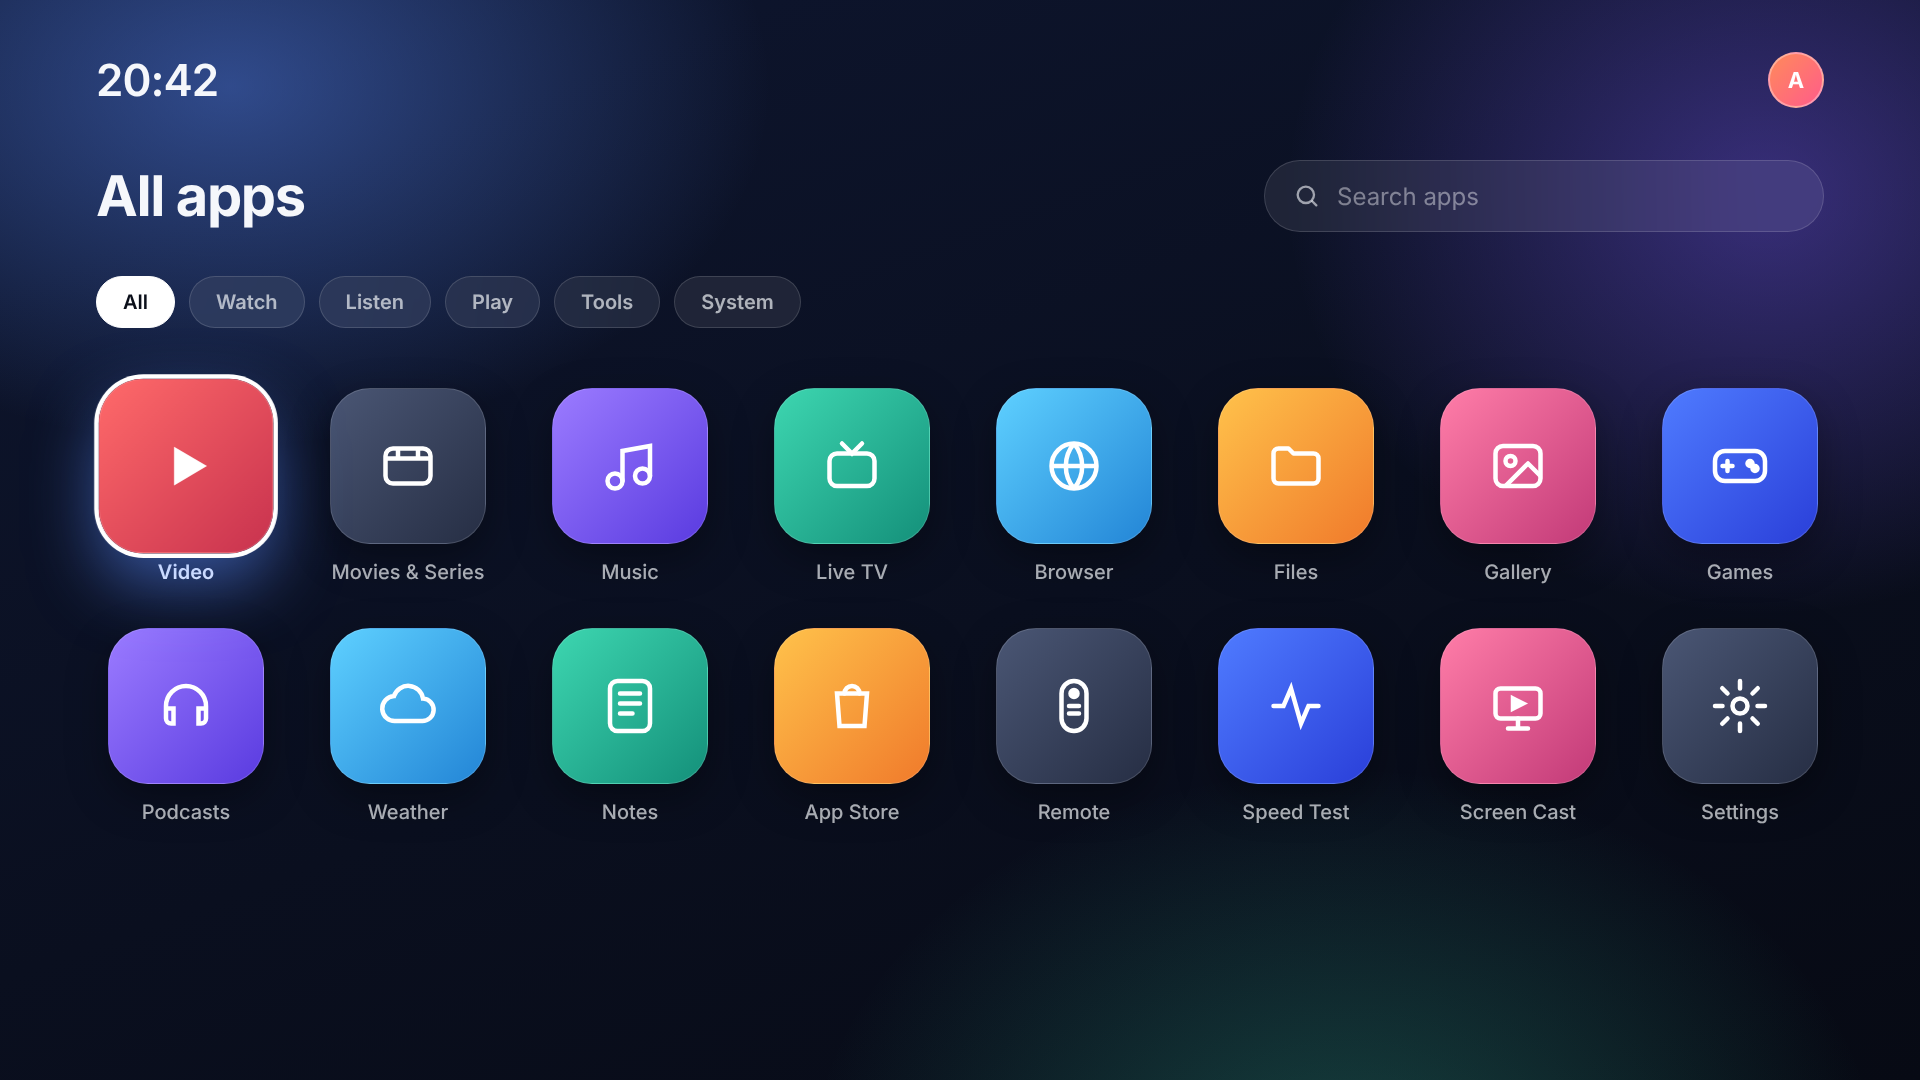 20:42
A
All apps
Search apps
All
Watch
Listen
Play
Tools
System
Video
Movies & Series
Music
Live TV
Browser
Files
Gallery
Games
Podcasts
Weather
Notes
App Store
Remote
Speed Test
Screen Cast
Settings